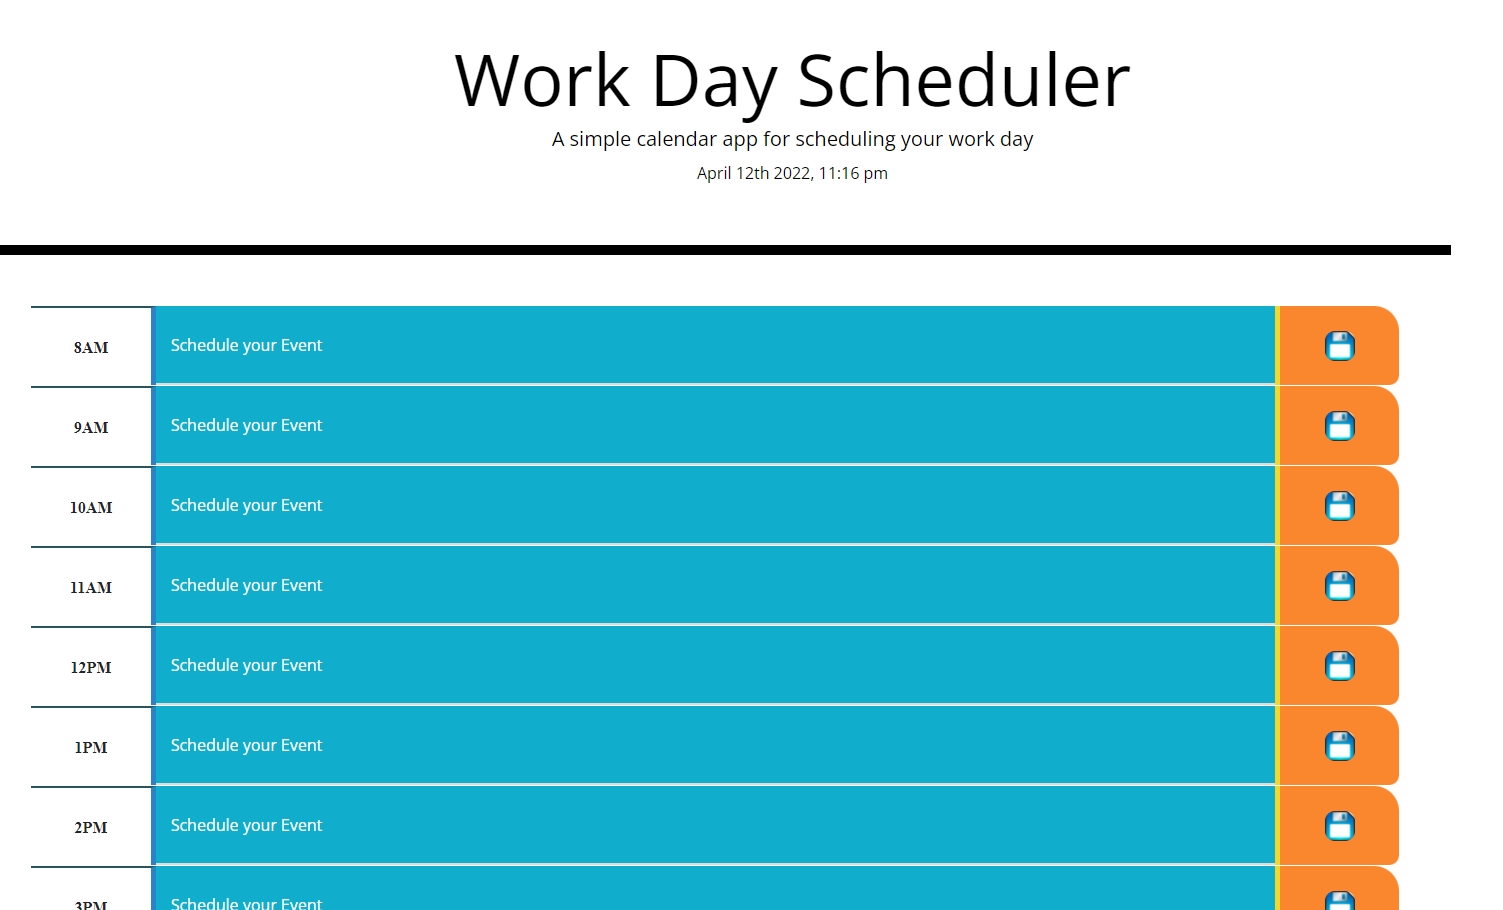 Work Day Scheduler
A simple calendar app for scheduling your work day
April 12th 2022, 11:16 pm
8AM Schedule your Event
9AM Schedule your Event
10AM Schedule your Event
11AM Schedule your Event
12PM Schedule your Event
1PM Schedule your Event
2PM Schedule your Event
3PM Schedule your Event